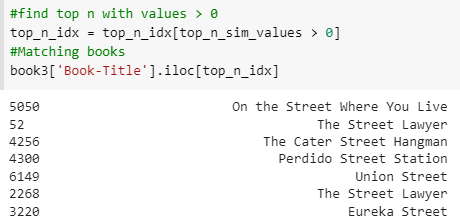 #find top n with values > 0
top_n_idx = top_n_idx[top_n_sim_values > 0]
#Matching books
book3['Book-Title'].iloc[top_n_idx]
5050 On the Street Where You Live
52 The Street Lawyer
4256 The Cater Street Hangman
4300 Perdido Street Station
6149 Union Street
2268 The Street Lawyer
3220 Eureka Street